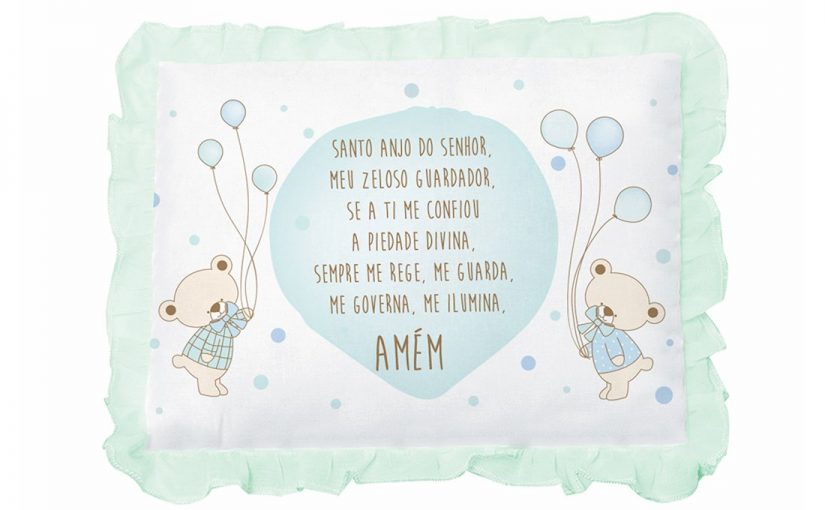 SANTO ANJO DO SENHOR,
MEU ZELOSO GUARDADOR,
SE A TI ME CONFIOU
A PIEDADE DIVINA,
SEMPRE ME REGE, ME GUARDA,
ME GOVERNA, ME ILUMINA,
AMÉM